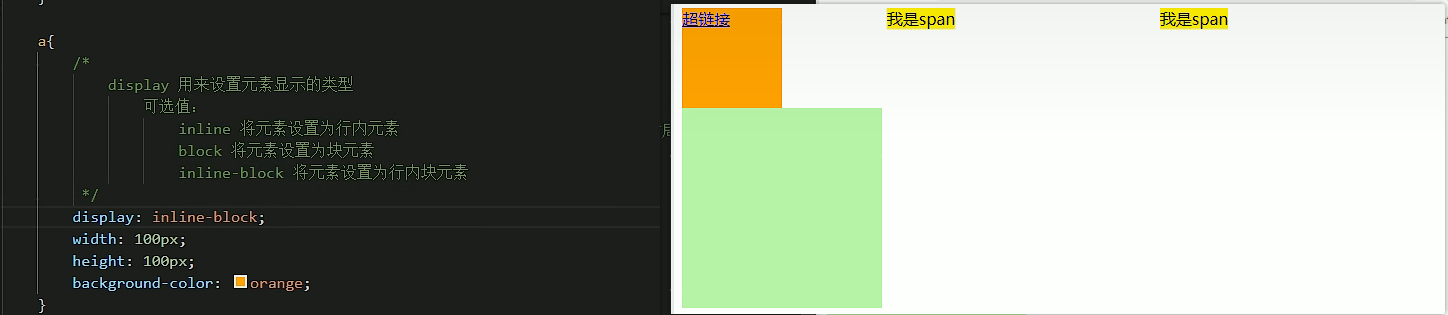 a{
/*
display 用来设置元素显示的类型
可选值：
inline 将元素设置为行内元素
block 将元素设置为块元素
inline-block 将元素设置为行内块元素
*/
display: inline-block;
width: 100px;
height: 100px;
background-color: orange;
}
超链接 我是span 我是span